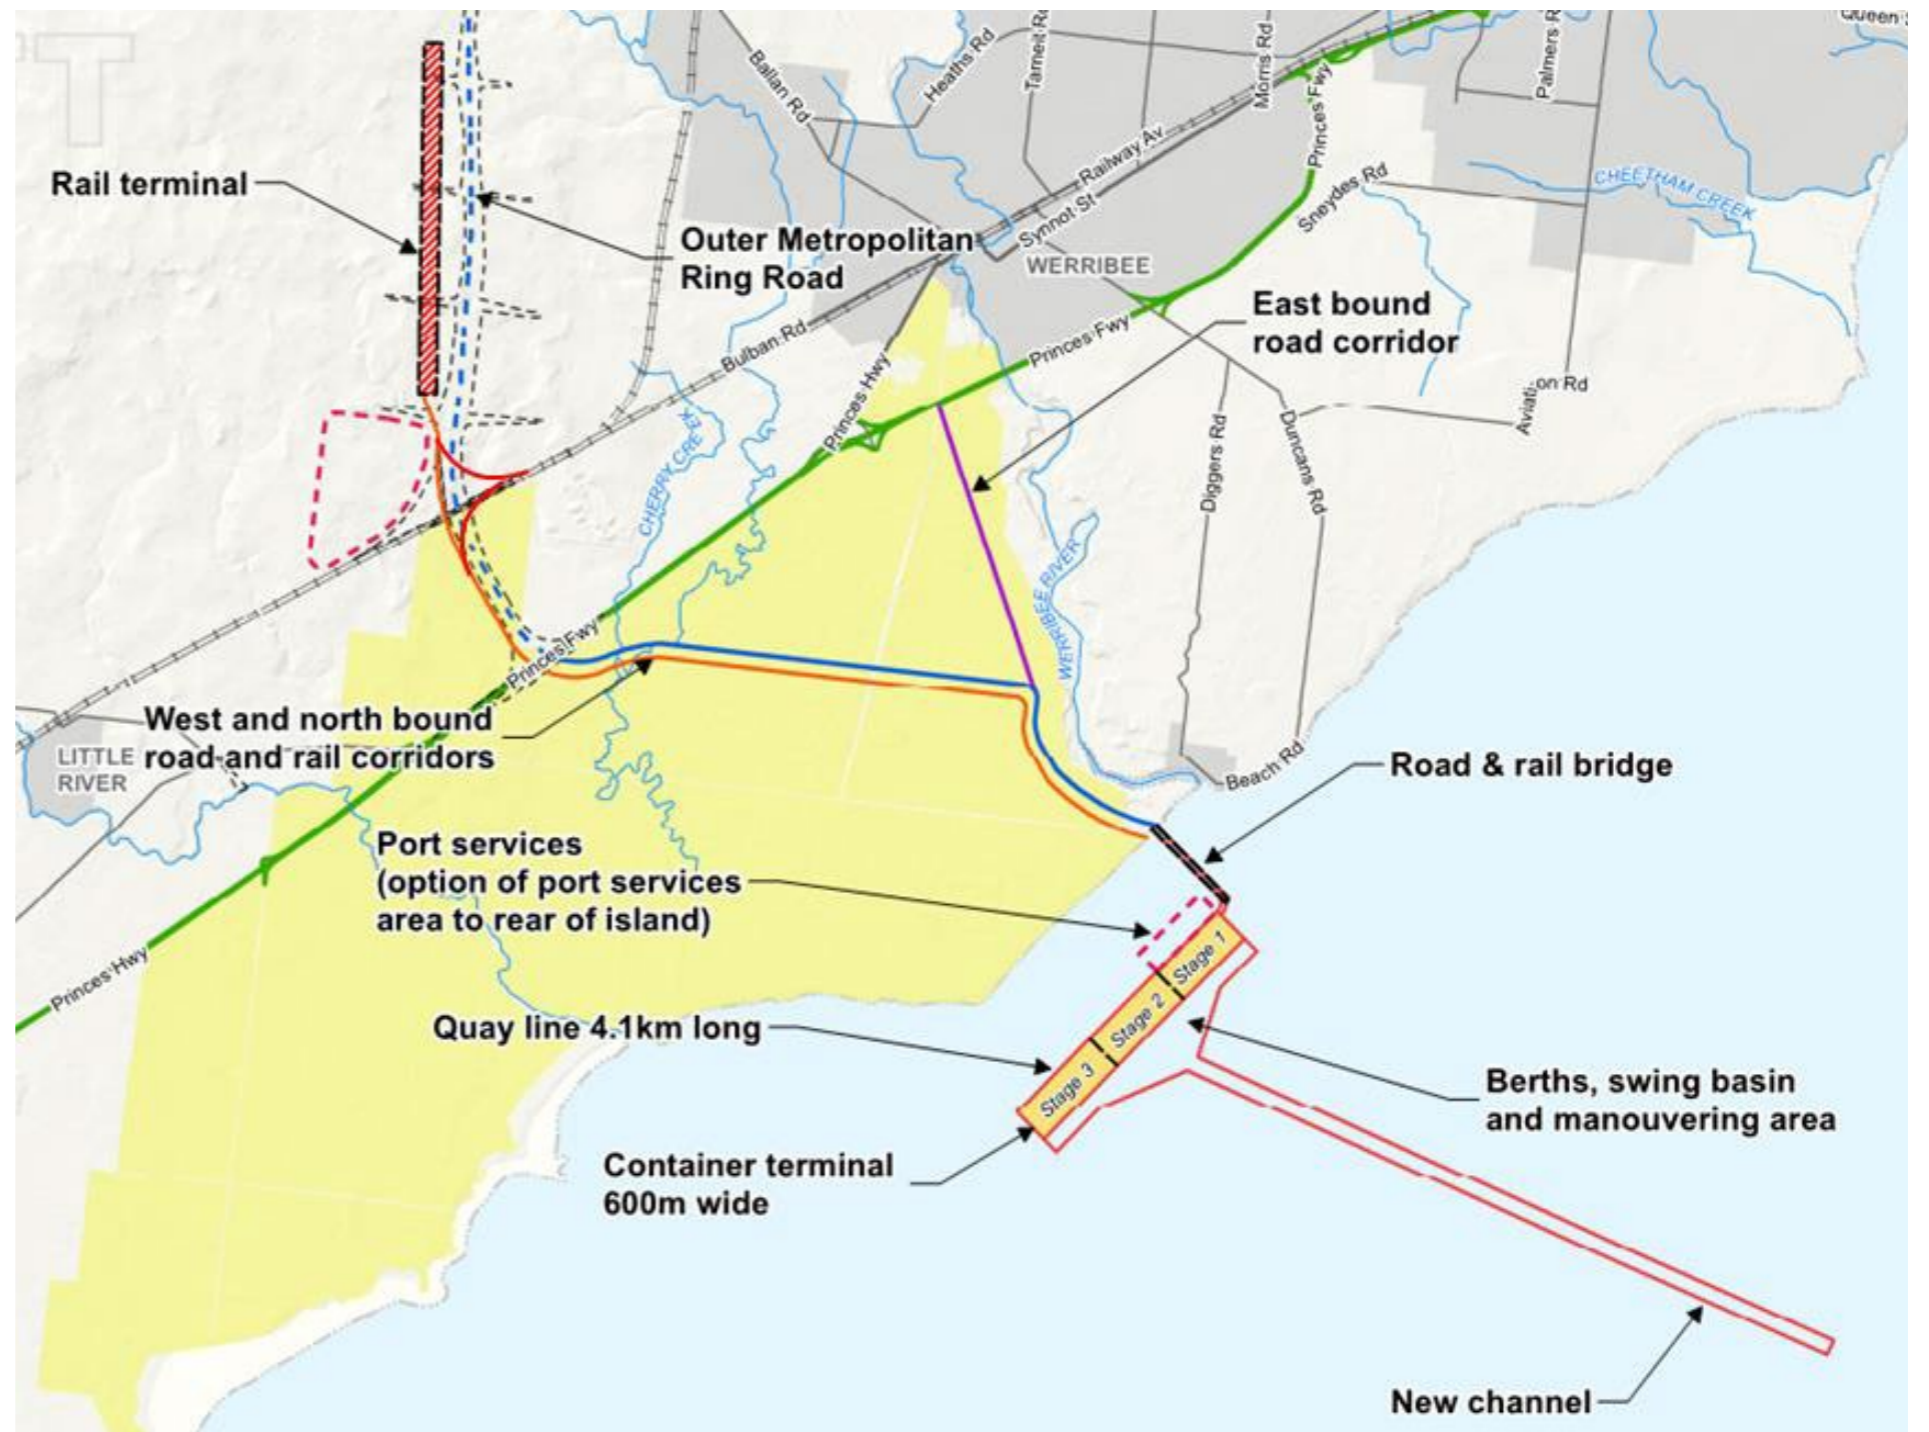 Queen S
Palmers R
Morris Rd
Tarneit Rd
Heaths Rd
Ballan Rd
Princes Fwy
Railway Av
Synnot St
Sneydes Rd
CHEETHAM CREEK
Rail terminal
Outer Metropolitan
Ring Road
WERRIBEE
East bound
road corridor
Bulban Rd
Princes Fwy
Princes Hwy
Aviation Rd
Diggers Rd
Duncans Rd
CHERRY CREEK
WERRIBEE RIVER
Princes Fwy
West and north bound
road and rail corridors
LITTLE
RIVER
Beach Rd
Road & rail bridge
Port services
(option of port services
area to rear of island)
Princes Hwy
Stage 1
Stage 2
Stage 3
Quay line 4.1km long
Berths, swing basin
and manouvering area
Container terminal
600m wide
New channel